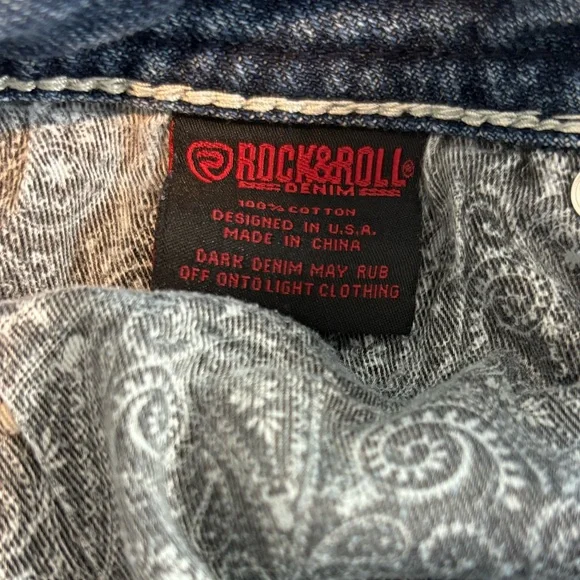 ROCK&ROLL®
DENIM
100% COTTON
DESIGNED IN U.S.A.
MADE IN CHINA
DARK DENIM MAY RUB
OFF ONTO LIGHT CLOTHING